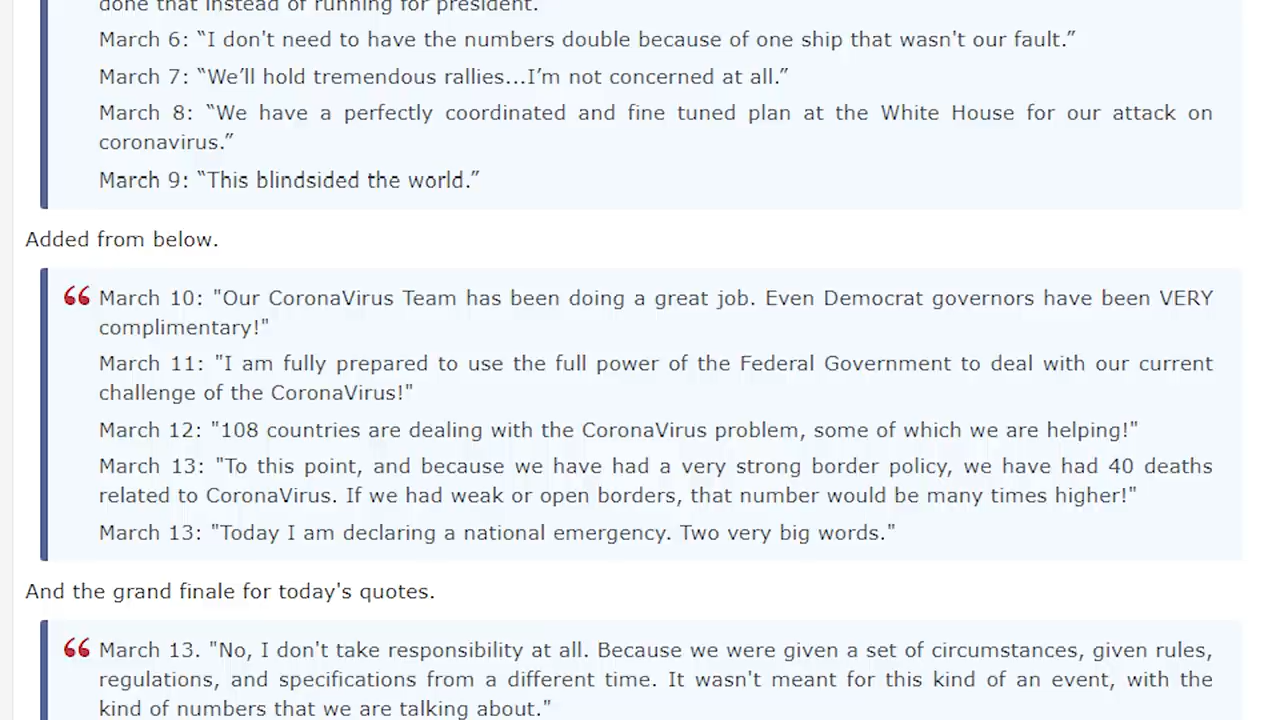 done that instead of running for president.
March 6: “I don't need to have the numbers double because of one ship that wasn't our fault.”
March 7: “We’ll hold tremendous rallies…I’m not concerned at all.”
March 8: “We have a perfectly coordinated and fine tuned plan at the White House for our attack on
coronavirus.”
March 9: “This blindsided the world.”
Added from below.
March 10: "Our CoronaVirus Team has been doing a great job. Even Democrat governors have been VERY
complimentary!"
March 11: "I am fully prepared to use the full power of the Federal Government to deal with our current
challenge of the CoronaVirus!"
March 12: "108 countries are dealing with the CoronaVirus problem, some of which we are helping!"
March 13: "To this point, and because we have had a very strong border policy, we have had 40 deaths
related to CoronaVirus. If we had weak or open borders, that number would be many times higher!"
March 13: "Today I am declaring a national emergency. Two very big words."
And the grand finale for today's quotes.
March 13. "No, I don't take responsibility at all. Because we were given a set of circumstances, given rules,
regulations, and specifications from a different time. It wasn't meant for this kind of an event, with the
kind of numbers that we are talking about."